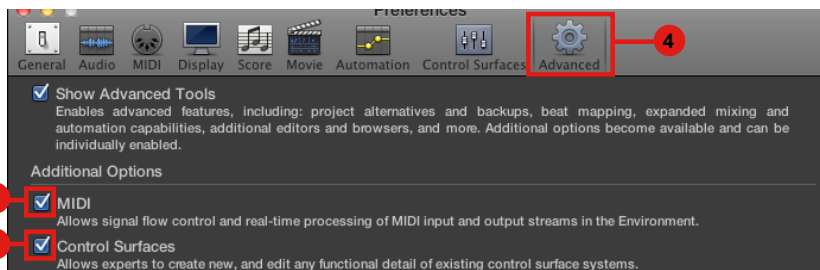 Preferences
General Audio MIDI Display Score Movie Automation Control Surfaces Advanced
4
Show Advanced Tools
Enables advanced features, including: project alternatives and backups, beat mapping, expanded mixing and
automation capabilities, additional editors and browsers, and more. Additional options become available and can be
individually enabled.
Additional Options
MIDI
Allows signal flow control and real-time processing of MIDI input and output streams in the Environment.
Control Surfaces
Allows experts to create new, and edit any functional detail of existing control surface systems.